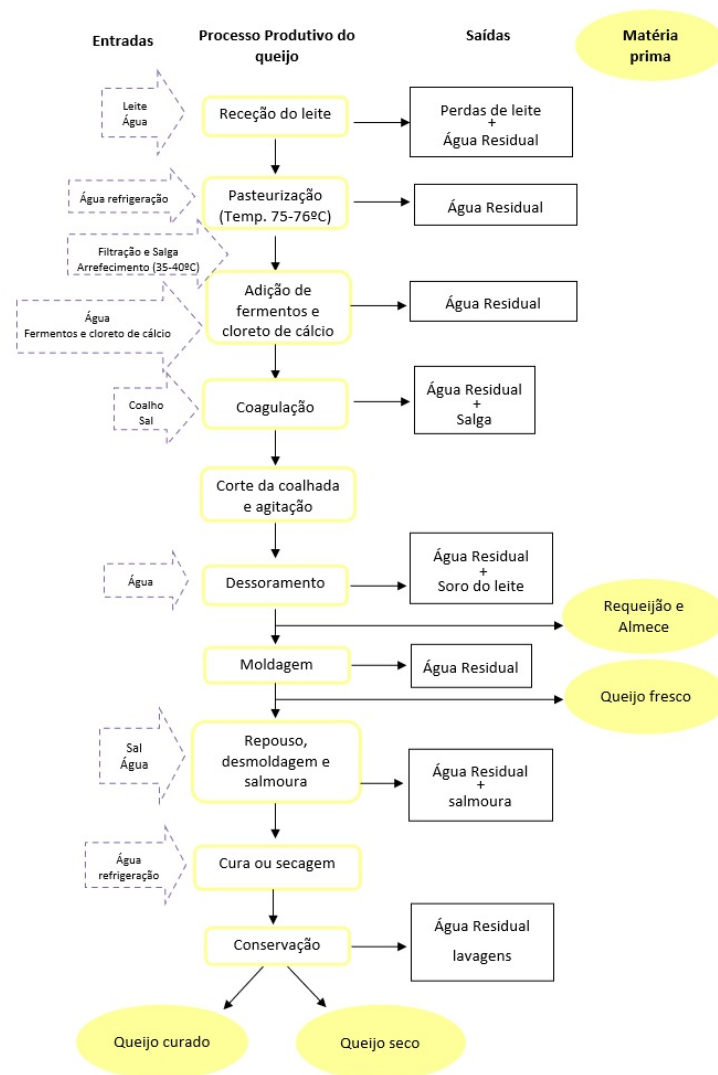 Entradas
Processo Produtivo do
queijo
Saídas
Matéria
prima
Leite
Água
Receção do leite
Perdas de leite
+
Água Residual
Água refrigeração
Pasteurização
(Temp. 75-76ºC)
Água Residual
Filtração e Salga
Arrefecimento (35-40ºC)
Água
Fermentos e cloreto de cálcio
Adição de
fermentos e
cloreto de cálcio
Água Residual
Coalho
Sal
Coagulação
Água Residual
+
Salga
Corte da coalhada
e agitação
Água
Dessoramento
Água Residual
+
Soro do leite
Requeijão e
Almece
Moldagem
Água Residual
Queijo fresco
Sal
Água
Repouso,
desmoldagem e
salmoura
Água Residual
+
salmoura
Água
refrigeração
Cura ou secagem
Conservação
Água Residual
lavagens
Queijo curado
Queijo seco